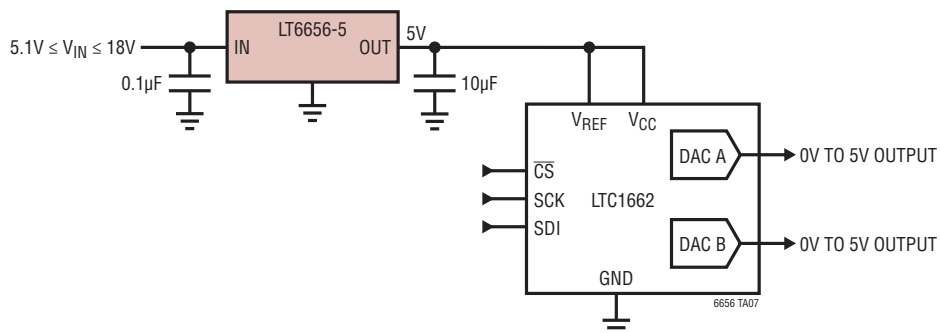 LT6656-5
5.1V ≤ VIN ≤ 18V
IN
OUT
5V
0.1µF
10µF
VREF
VCC
DAC A
0V TO 5V OUTPUT
CS
SCK
LTC1662
SDI
DAC B
0V TO 5V OUTPUT
GND
6656 TA07